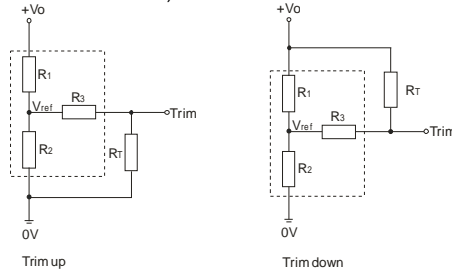 +Vo
R1
Vref
R3
Trim
R2
RT
0V
Trim up
+Vo
R1
RT
Vref
R3
Trim
R2
0V
Trim down